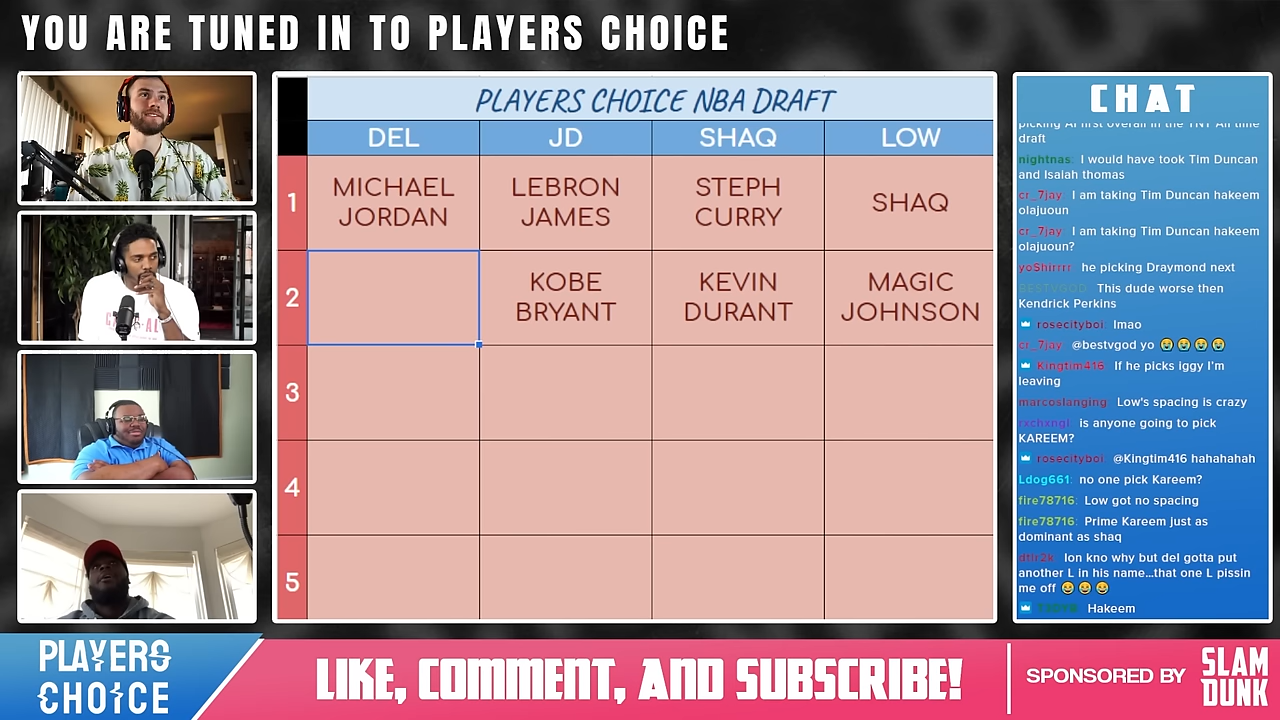 YOU ARE TUNED IN TO PLAYERS CHOICE
PLAYERS CHOICE NBA DRAFT
DEL JD SHAQ LOW
1 MICHAEL JORDAN LEBRON JAMES STEPH CURRY SHAQ
2 KOBE BRYANT KEVIN DURANT MAGIC JOHNSON
3
4
5
CHAT
picking AI first overall in the TNT All time
draft
nightnas: I would have took Tim Duncan
and Isalah thomas
cr_7jay I am taking Tim Duncan hakeem
olajuoun
cr_7jay I am taking Tim Duncan hakeem
olajuoun?
yoShirrrr he picking Draymond next
BESTVGOD This dude worse then
Kendrick Perkins
rosecityboi lmao
cr_7jay @bestvgod yo 😭😭😭😭
Kingtim416 If he picks iggy I'm
leaving
marcoslanging Low's spacing is crazy
rxchxngl is anyone going to pick
KAREEM?
rosecityboi @Kingtim416 hahahahah
Ldog661: no one pick Kareem?
fire78716: Low got no spacing
fire78716: Prime Kareem just as
dominant as shaq
dtlr2k Ion kno why but del gotta put
another L in his name...that one L pissin
me off 😄😄😄
Hakeem
PLAYERS
CHOICE
LIKE, COMMENT, AND SUBSCRIBE!
SPONSORED BY
SLAM
DUNK